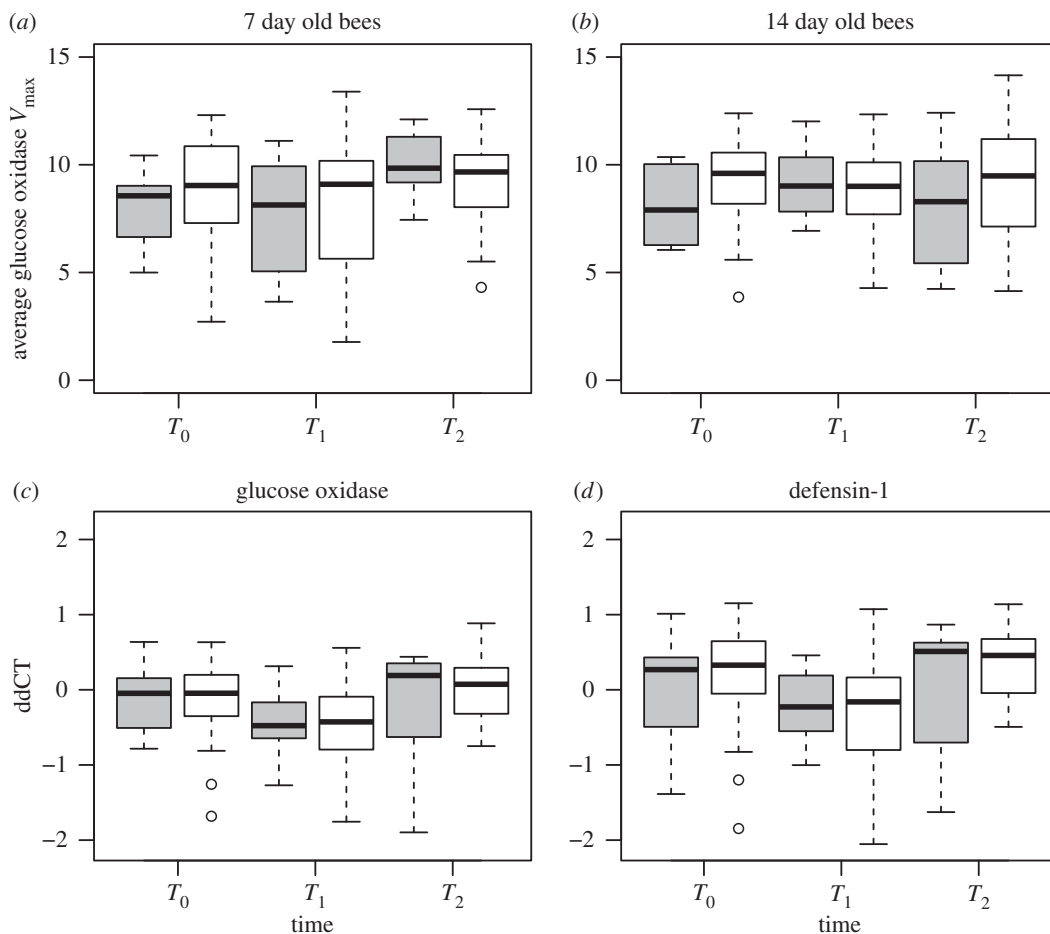 (a) 7 day old bees
(b) 14 day old bees
average glucose oxidase Vmax
15
10
5
0
T0 T1 T2
15
10
5
0
T0 T1 T2
(c) glucose oxidase
(d) defensin-1
ddCT
2
1
0
−1
−2
T0 T1 T2
time
2
1
0
−1
−2
T0 T1 T2
time